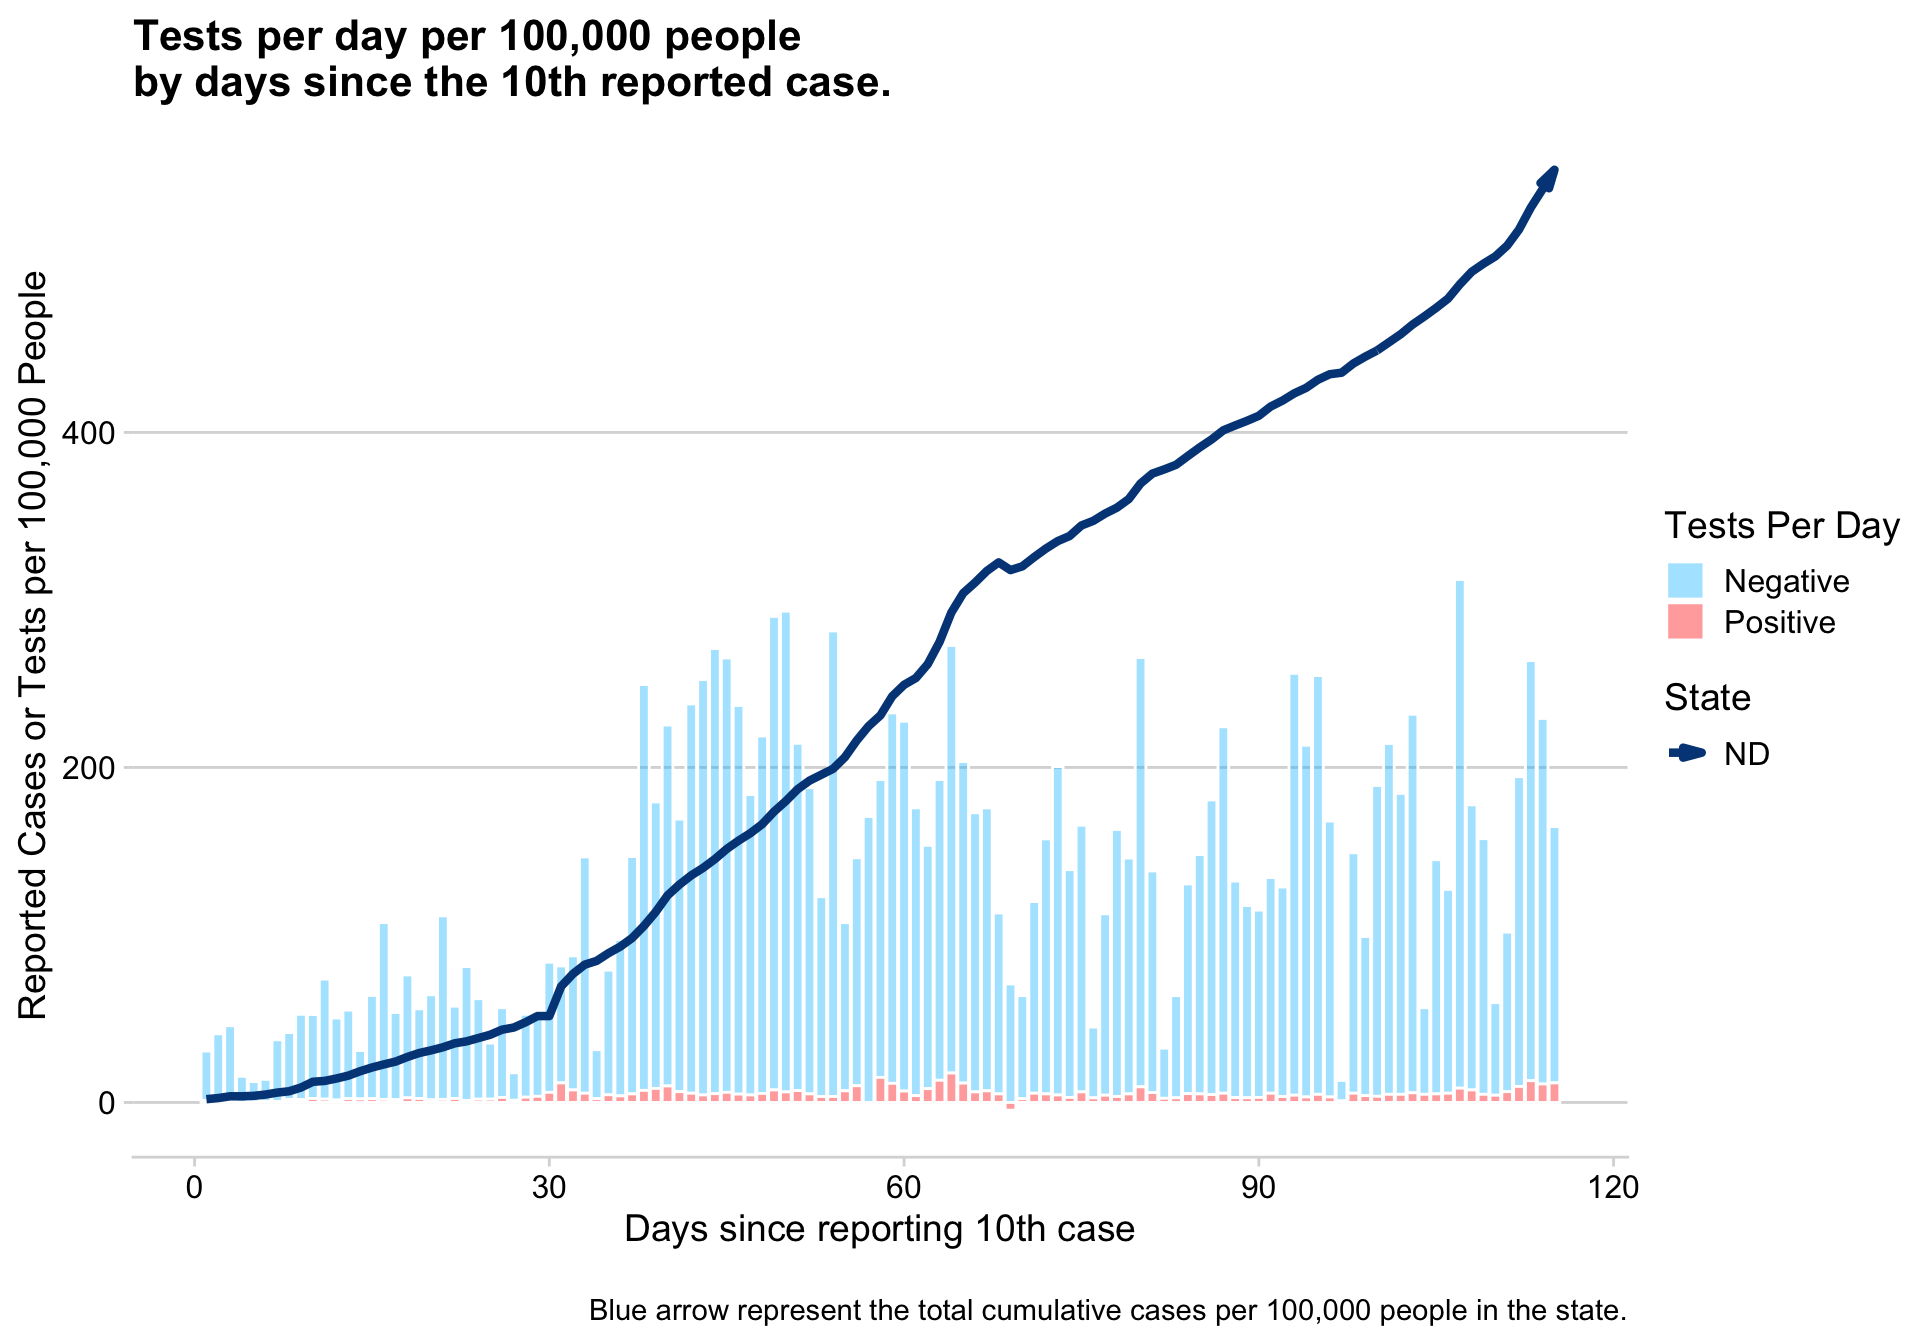 Tests per day per 100,000 people
by days since the 10th reported case.
Reported Cases or Tests per 100,000 People
400
200
0
0
30
60
90
120
Days since reporting 10th case
Tests Per Day
Negative
Positive
State
ND
Blue arrow represent the total cumulative cases per 100,000 people in the state.